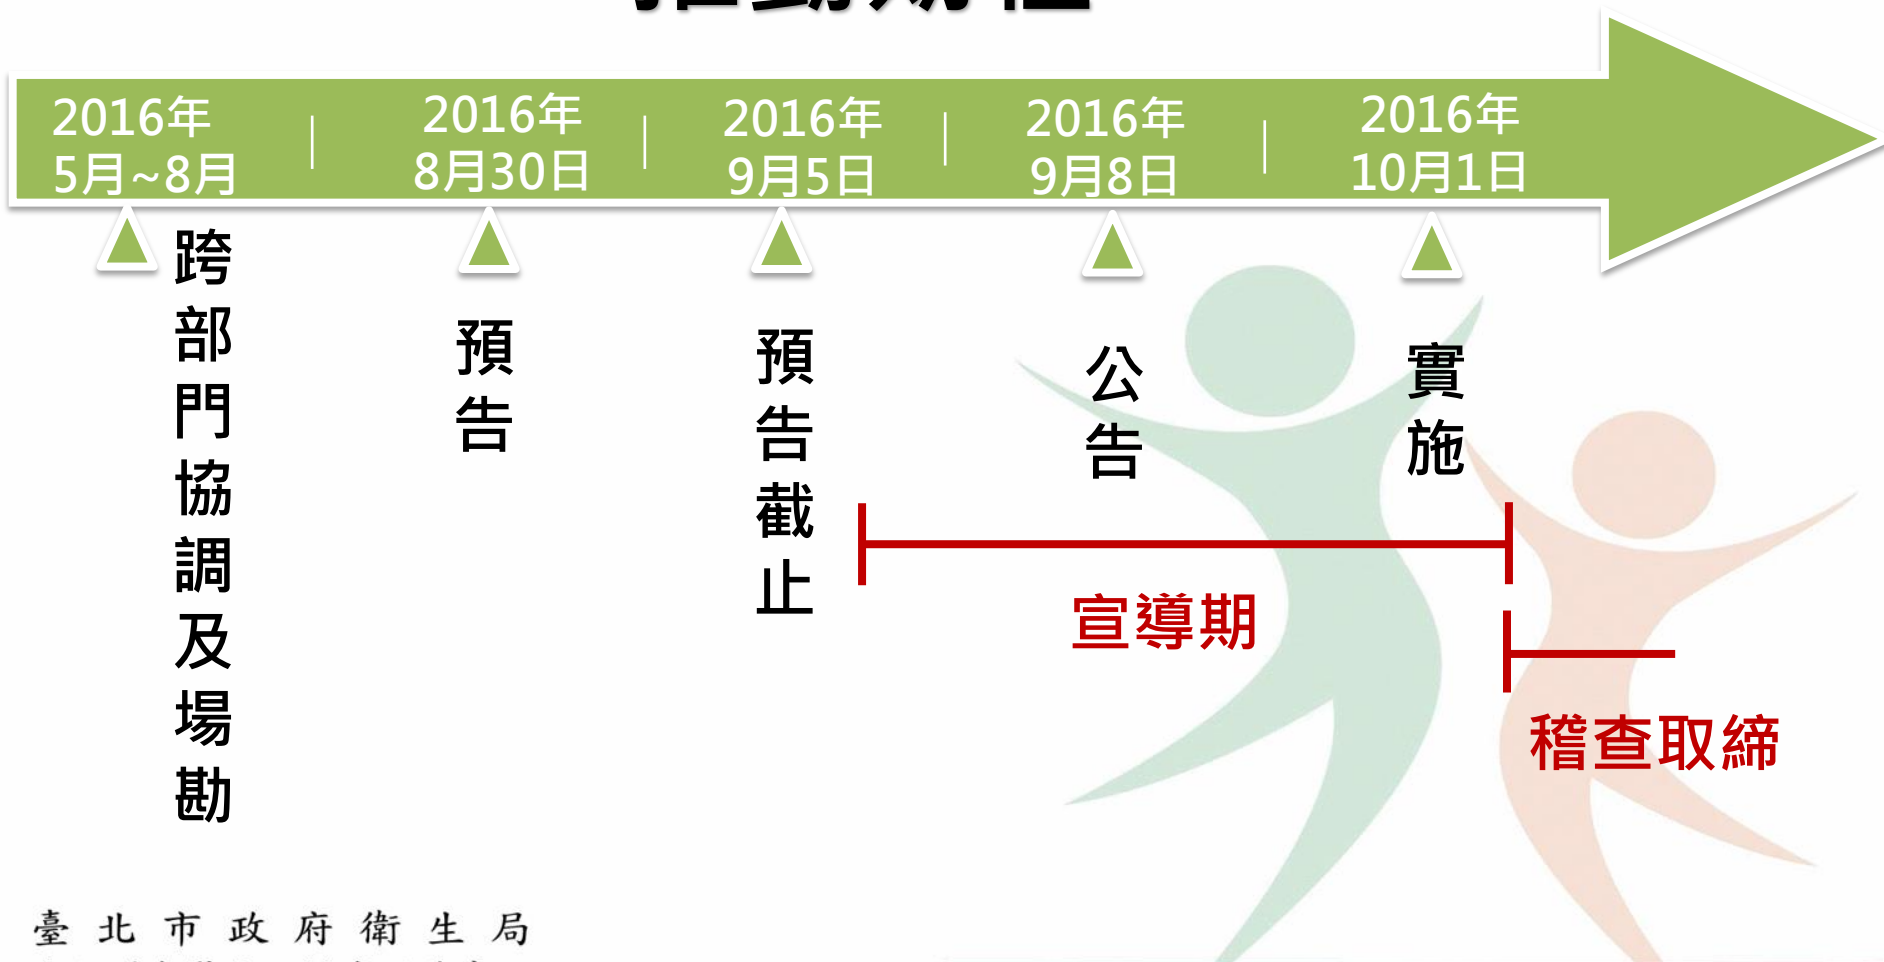 推動期程
2016年
5月~8月
2016年
8月30日
2016年
9月5日
2016年
9月8日
2016年
10月1日
跨部門協調及場勘
預告
預告截止
公告
實施
宣導期
稽查取締
臺北市政府衛生局